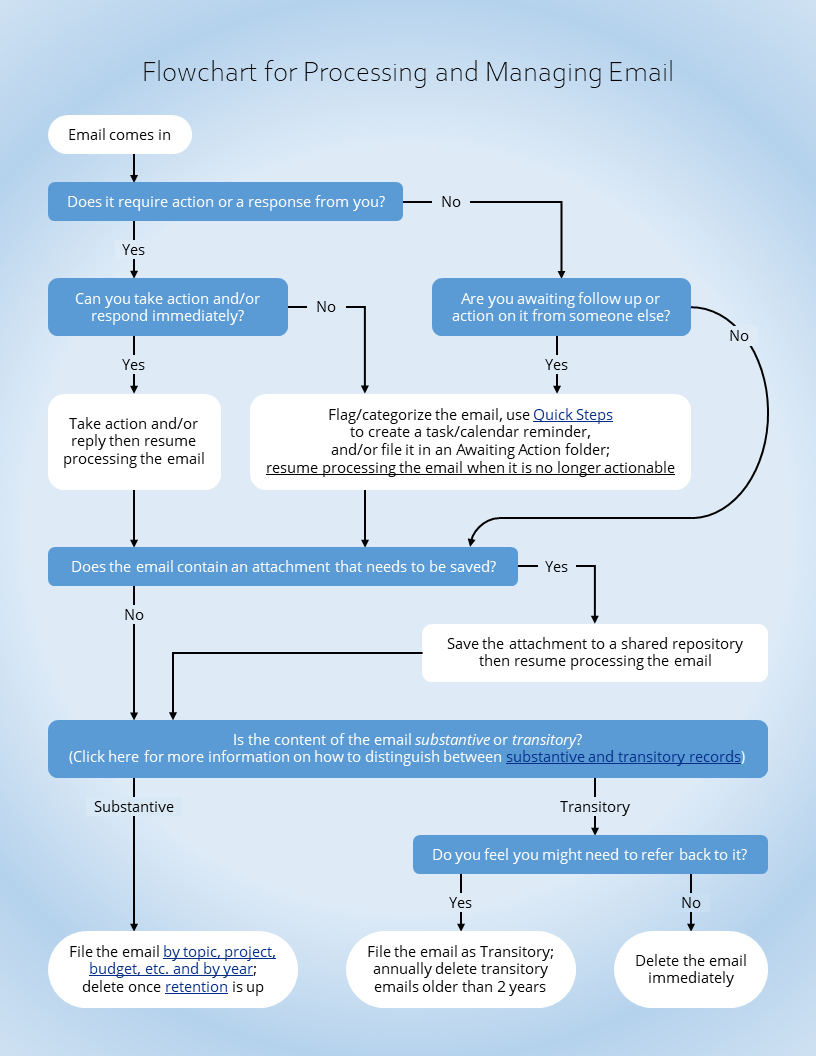 Flowchart for Processing and Managing Email
Email comes in
Does it require action or a response from you?
No
Yes
Can you take action and/or
respond immediately?
No
Are you awaiting follow up or
action on it from someone else?
No
Yes
Yes
Take action and/or
reply then resume
processing the email
Flag/categorize the email, use Quick Steps
to create a task/calendar reminder,
and/or file it in an Awaiting Action folder;
resume processing the email when it is no longer actionable
Does the email contain an attachment that needs to be saved?
Yes
No
Save the attachment to a shared repository
then resume processing the email
Is the content of the email substantive or transitory?
(Click here for more information on how to distinguish between substantive and transitory records)
Substantive
Transitory
Do you feel you might need to refer back to it?
Yes
No
File the email by topic, project,
budget, etc. and by year;
delete once retention is up
File the email as Transitory;
annually delete transitory
emails older than 2 years
Delete the email
immediately